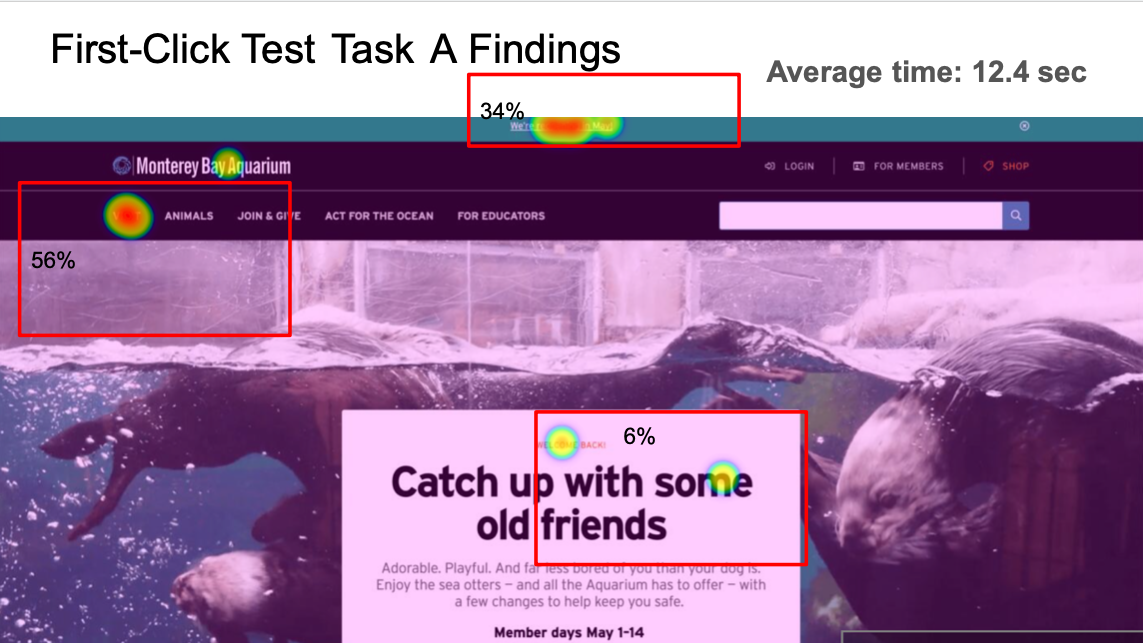 First-Click Test Task A Findings
Average time: 12.4 sec
34%
We're May!
Monterey Bay Aquarium
LOGIN
FOR MEMBERS
SHOP
ANIMALS
JOIN & GIVE
ACT FOR THE OCEAN
FOR EDUCATORS
56%
WELCOME BACK!
6%
Catch up with some
old friends
Adorable. Playful. And far less bored of you than your dog is.
Enjoy the sea otters – and all the Aquarium has to offer – with
a few changes to help keep you safe.
Member days May 1-14